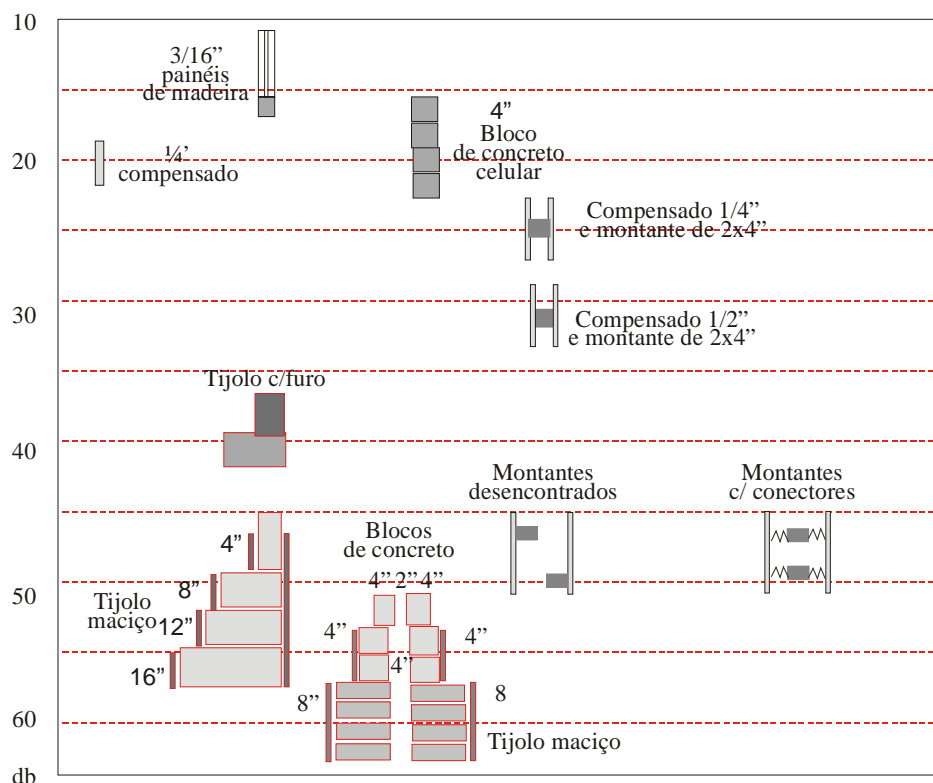 10
3/16”
painéis
de madeira
4”
Bloco
de concreto
celular
20
¼’
compensado
Compensado 1/4”
e montante de 2x4”
30
Compensado 1/2”
e montante de 2x4”
Tijolo c/furo
40
Montantes
desencontrados
Montantes
c/ conectores
Blocos
de concreto
4”
4” 2” 4”
50
8”
Tijolo
maciço
12”
4”
4”
4”
16”
8”
8
60
Tijolo maciço
db